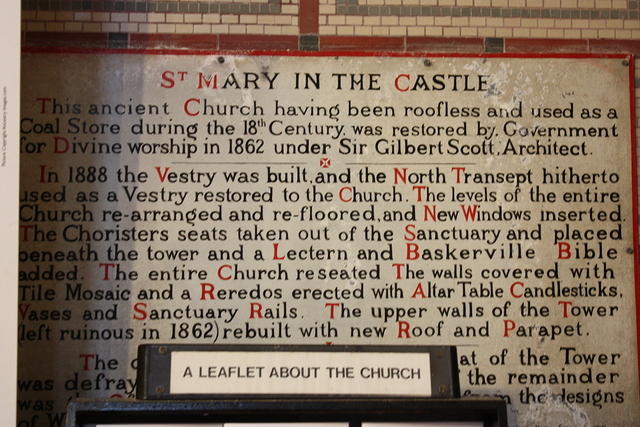 ST MARY IN THE CASTLE
This ancient Church having been roofless and used as a
Coal Store during the 18th Century, was restored by Government
for Divine worship in 1862 under Sir Gilbert Scott, Architect.
In 1888 the Vestry was built, and the North Transept hitherto
used as a Vestry restored to the Church. The levels of the entire
Church re-arranged and re-floored, and New Windows inserted.
The Choristers seats taken out of the Sanctuary and placed
beneath the tower and a Lectern and Baskerville Bible
added. The entire Church reseated The walls covered with
Tile Mosaic and a Reredos erected with Altar Table Candlesticks,
Vases and Sanctuary Rails. The upper walls of the Tower
(left ruinous in 1862) rebuilt with new Roof and Parapet.
The at of the Tower
was defray the remainder
was from the designs
of
A LEAFLET ABOUT THE CHURCH